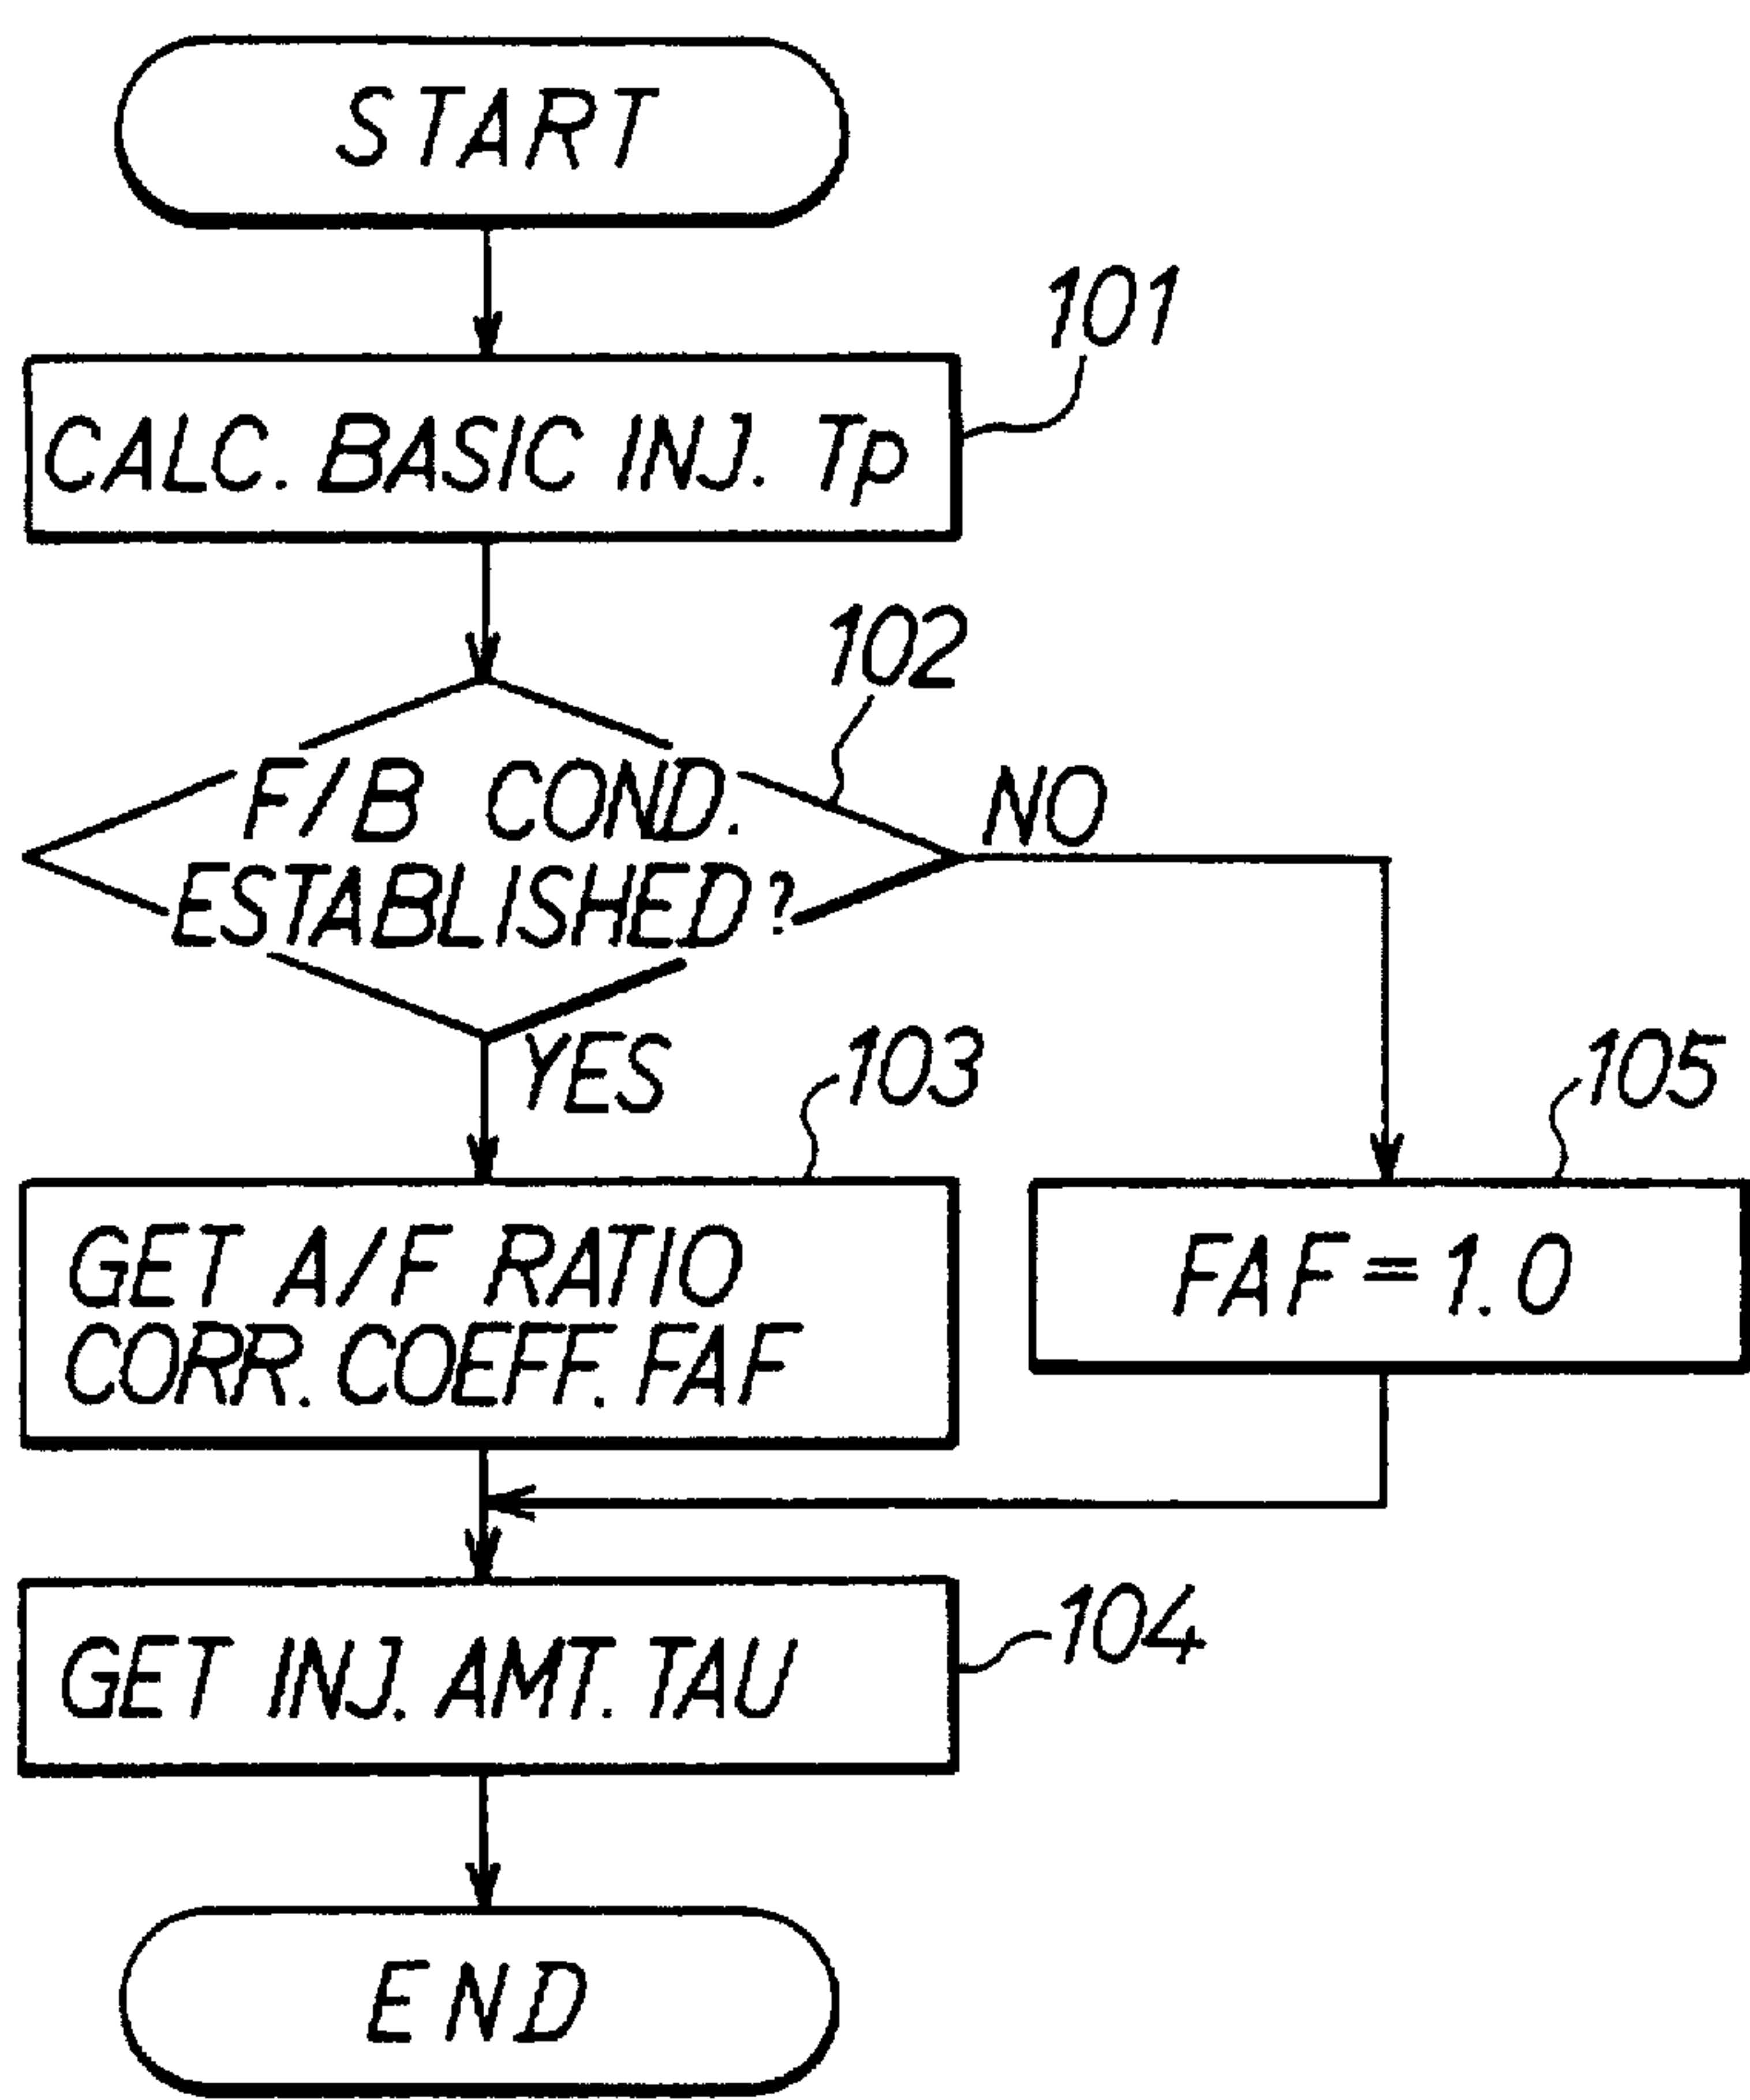 START
101
CALC. BASIC INJ. Tp
102
F/B COND.
ESTABLISHED?
NO
YES
103
105
GET A/F RATIO
CORR. COEFF. FAF
FAF = 1.0
104
GET INJ. AMT. TAU
END